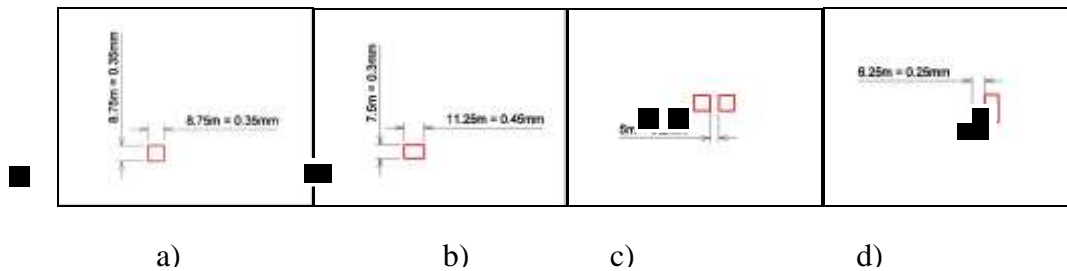 8.75m = 0.35mm
8.75m = 0.35mm
7.5m = 0.3mm
11.25m = 0.45mm
6.25m = 0.25mm
a)
b)
c)
d)